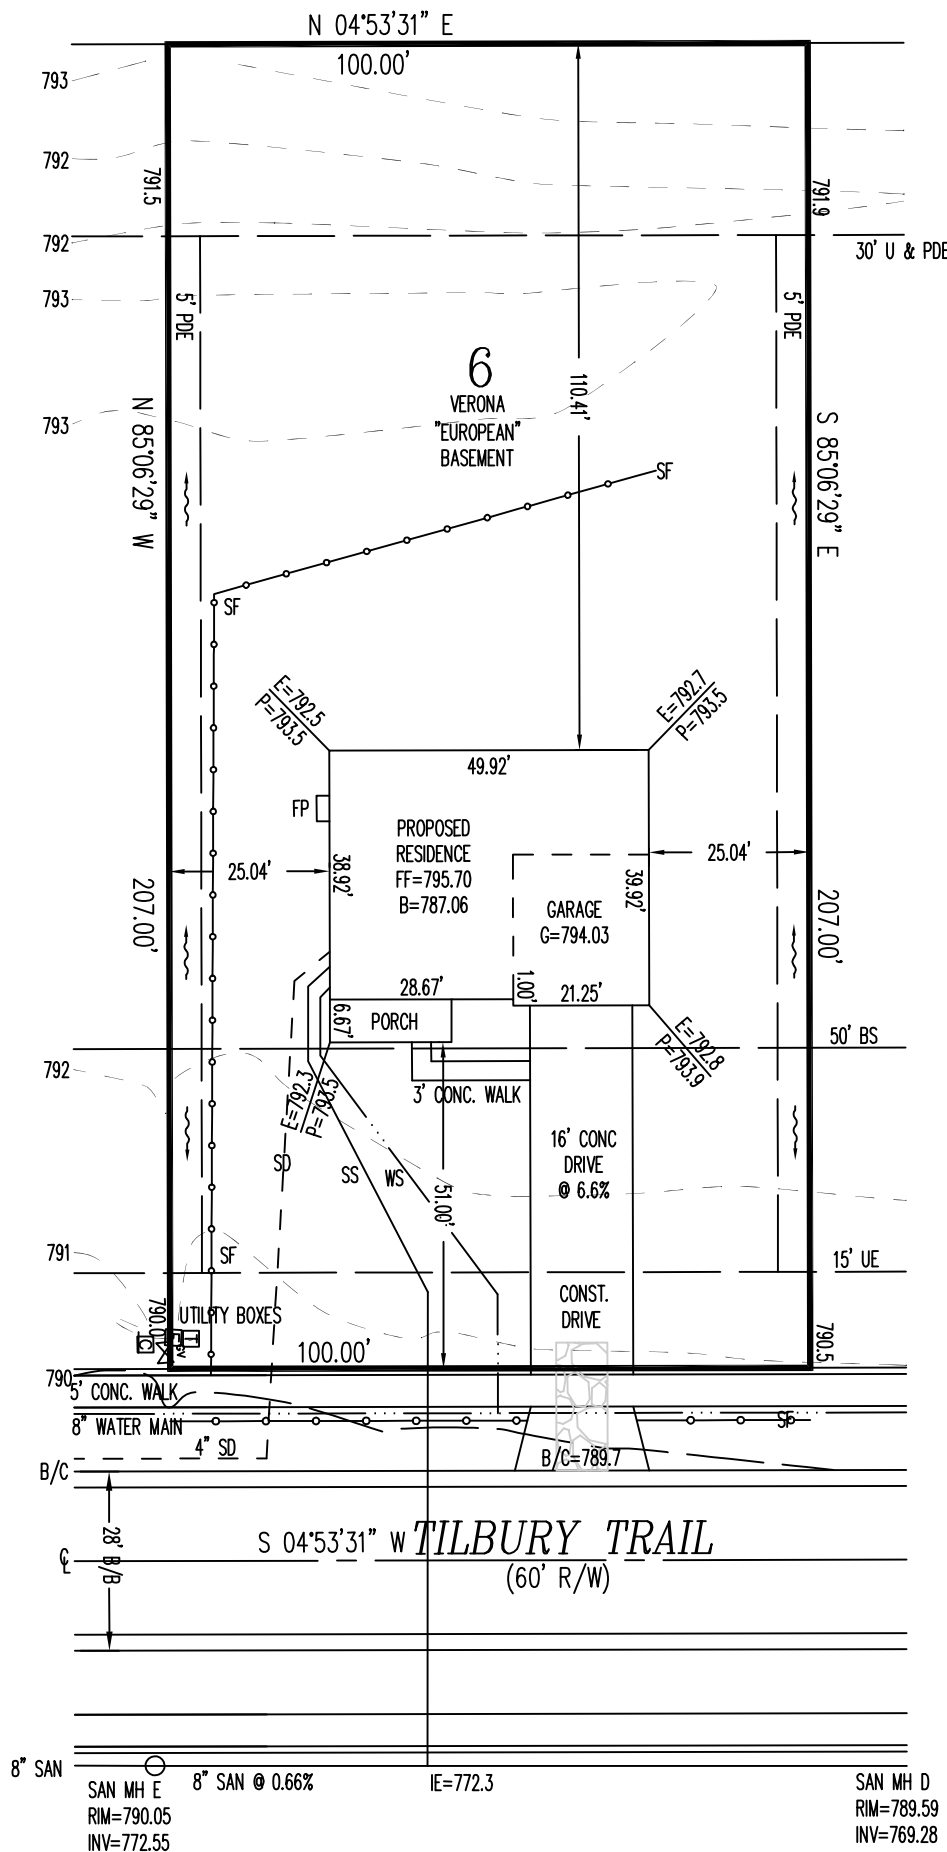 N 04°53'31" E
100.00'
793
792
791.5
791.9
792
30' U & PDE
793
5' PDE
5' PDE
6
VERONA
"EUROPEAN"
BASEMENT
110.41'
793
N 85°06'29" W
S 85°06'29" E
SF
SF
E=792.5
P=793.5
E=792.7
P=793.5
49.92'
FP
PROPOSED
RESIDENCE
FF=795.70
B=787.06
25.04'
38.92'
39.92'
25.04'
207.00'
207.00'
GARAGE
G=794.03
28.67'
1.00'
21.25'
6.67'
PORCH
E=792.8
P=793.9
50' BS
792
E=792.3
P=793.5
3' CONC. WALK
16' CONC
DRIVE
@ 6.6%
SD
SS
WS
51.00'
791
SF
15' UE
CONST.
DRIVE
790.0
UTILITY BOXES
C
E
T
GV
100.00'
790.5
790
5' CONC. WALK
8" WATER MAIN
SF
4" SD
B/C
B/C=789.7
28' B/B
CL
S 04°53'31" W
TILBURY TRAIL
(60' R/W)
8" SAN
SAN MH E
RIM=790.05
INV=772.55
8" SAN @ 0.66%
IE=772.3
SAN MH D
RIM=789.59
INV=769.28